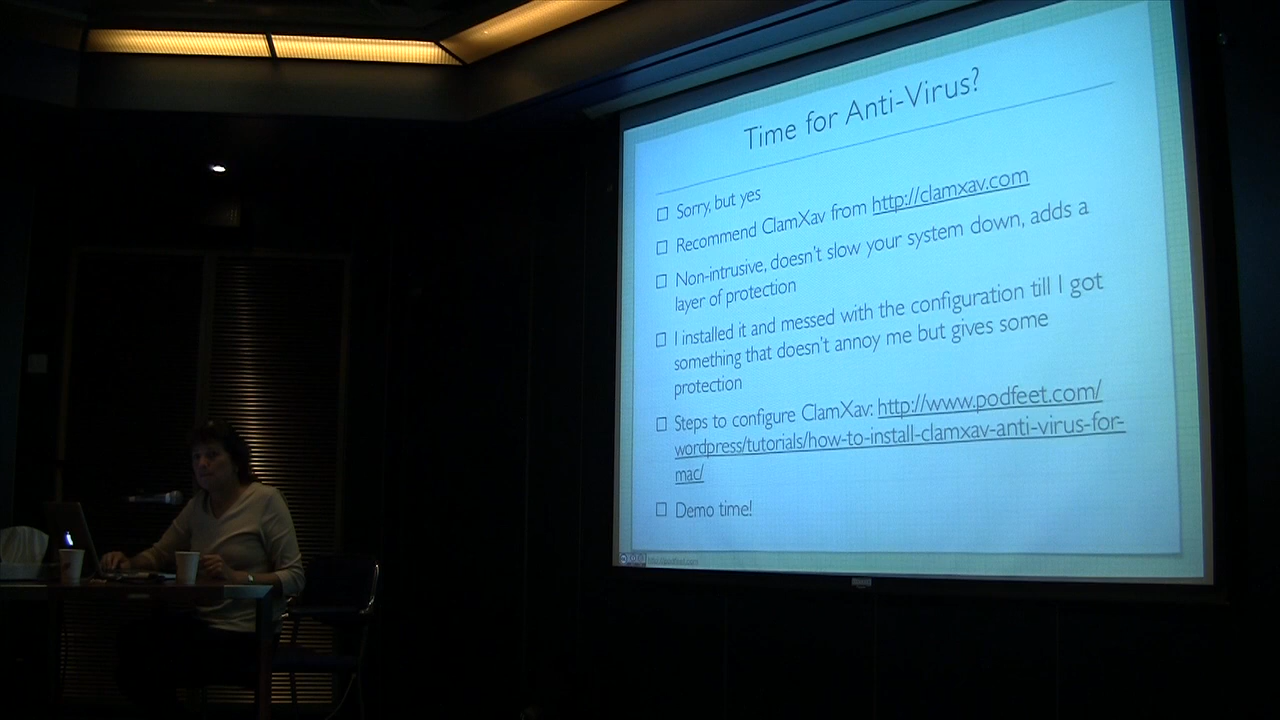 Time for Anti-Virus?
Sorry, but yes
Recommend ClamXav from http://clamxav.com
Non-intrusive, doesn't slow your system down, adds a
layer of protection
Installed it and messed with the configuration till I got
something that doesn't annoy me but gives some
protection
Steps to configure ClamXav: http://www.podfeet.com/
wordpress/tutorials/how-to-install-clamxav-anti-virus-for-
mac/
Demo time!